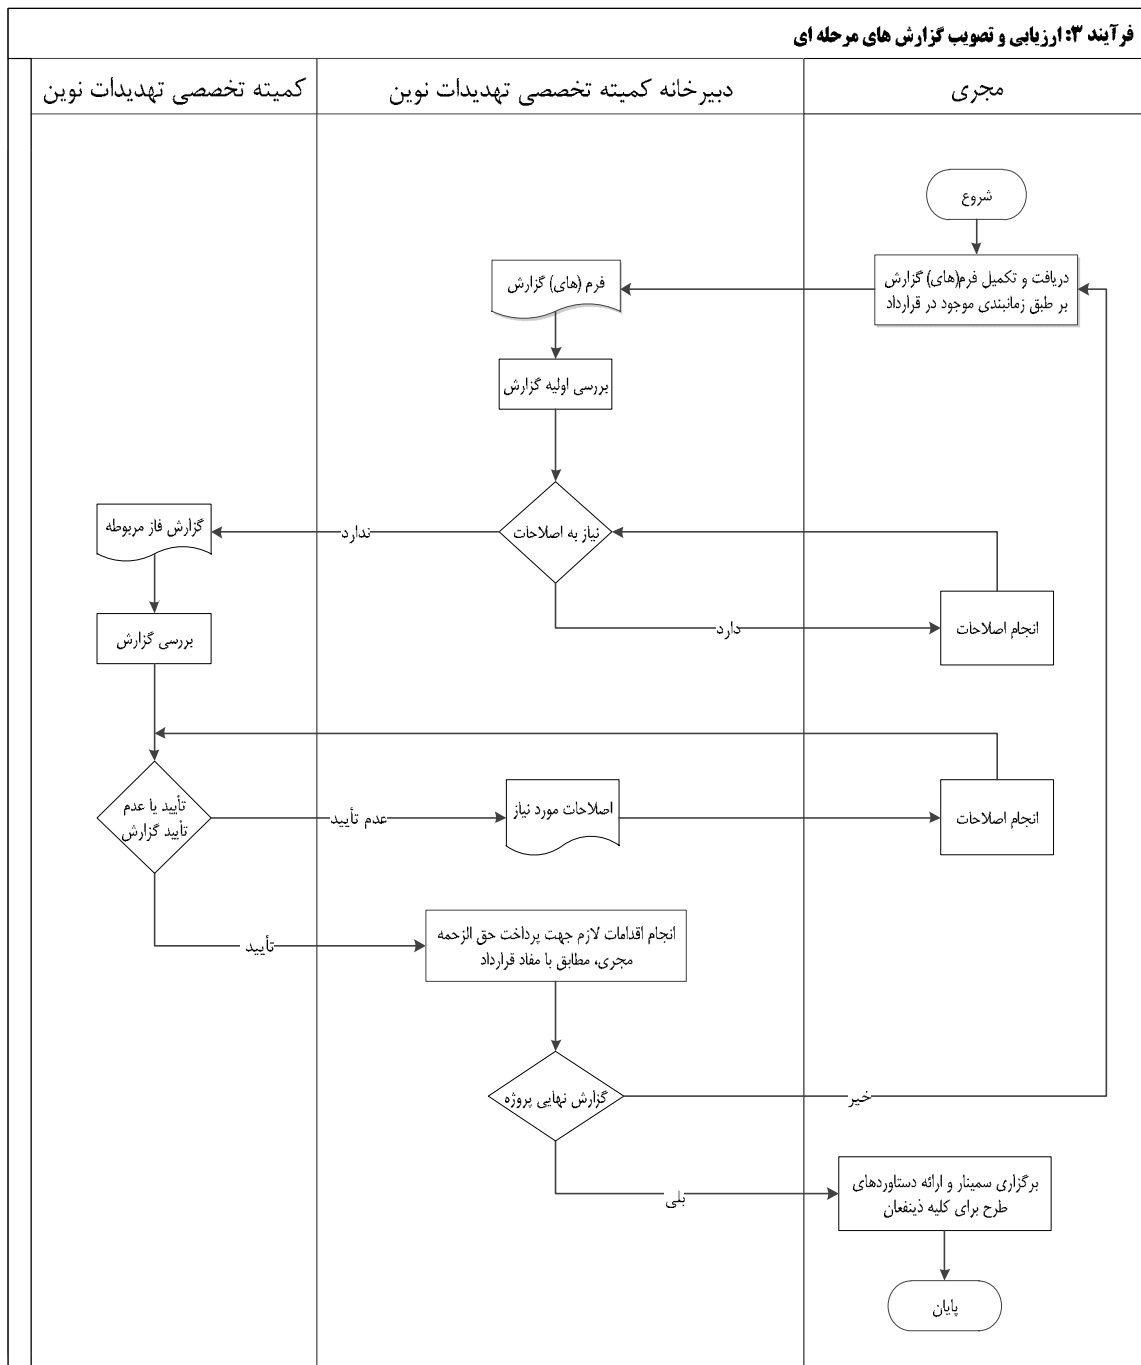 فرآیند ۳: ارزیابی و تصویب گزارش های مرحله ای
مجری
دبیرخانه کمیته تخصصی تهدیدات نوین
کمیته تخصصی تهدیدات نوین
شروع
دریافت و تکمیل فرم(های) گزارش
بر طبق زمانبندی موجود در قرارداد
فرم (های) گزارش
بررسی اولیه گزارش
نیاز به اصلاحات
ندارد
گزارش فاز مربوطه
دارد
انجام اصلاحات
بررسی گزارش
تأیید یا عدم
تأیید گزارش
عدم تأیید
اصلاحات مورد نیاز
انجام اصلاحات
تأیید
انجام اقدامات لازم جهت پرداخت حق الزحمه
مجری، مطابق با مفاد قرارداد
گزارش نهایی پروژه
خیر
بلی
برگزاری سمینار و ارائه دستاوردهای
طرح برای کلیه ذینفعان
پایان